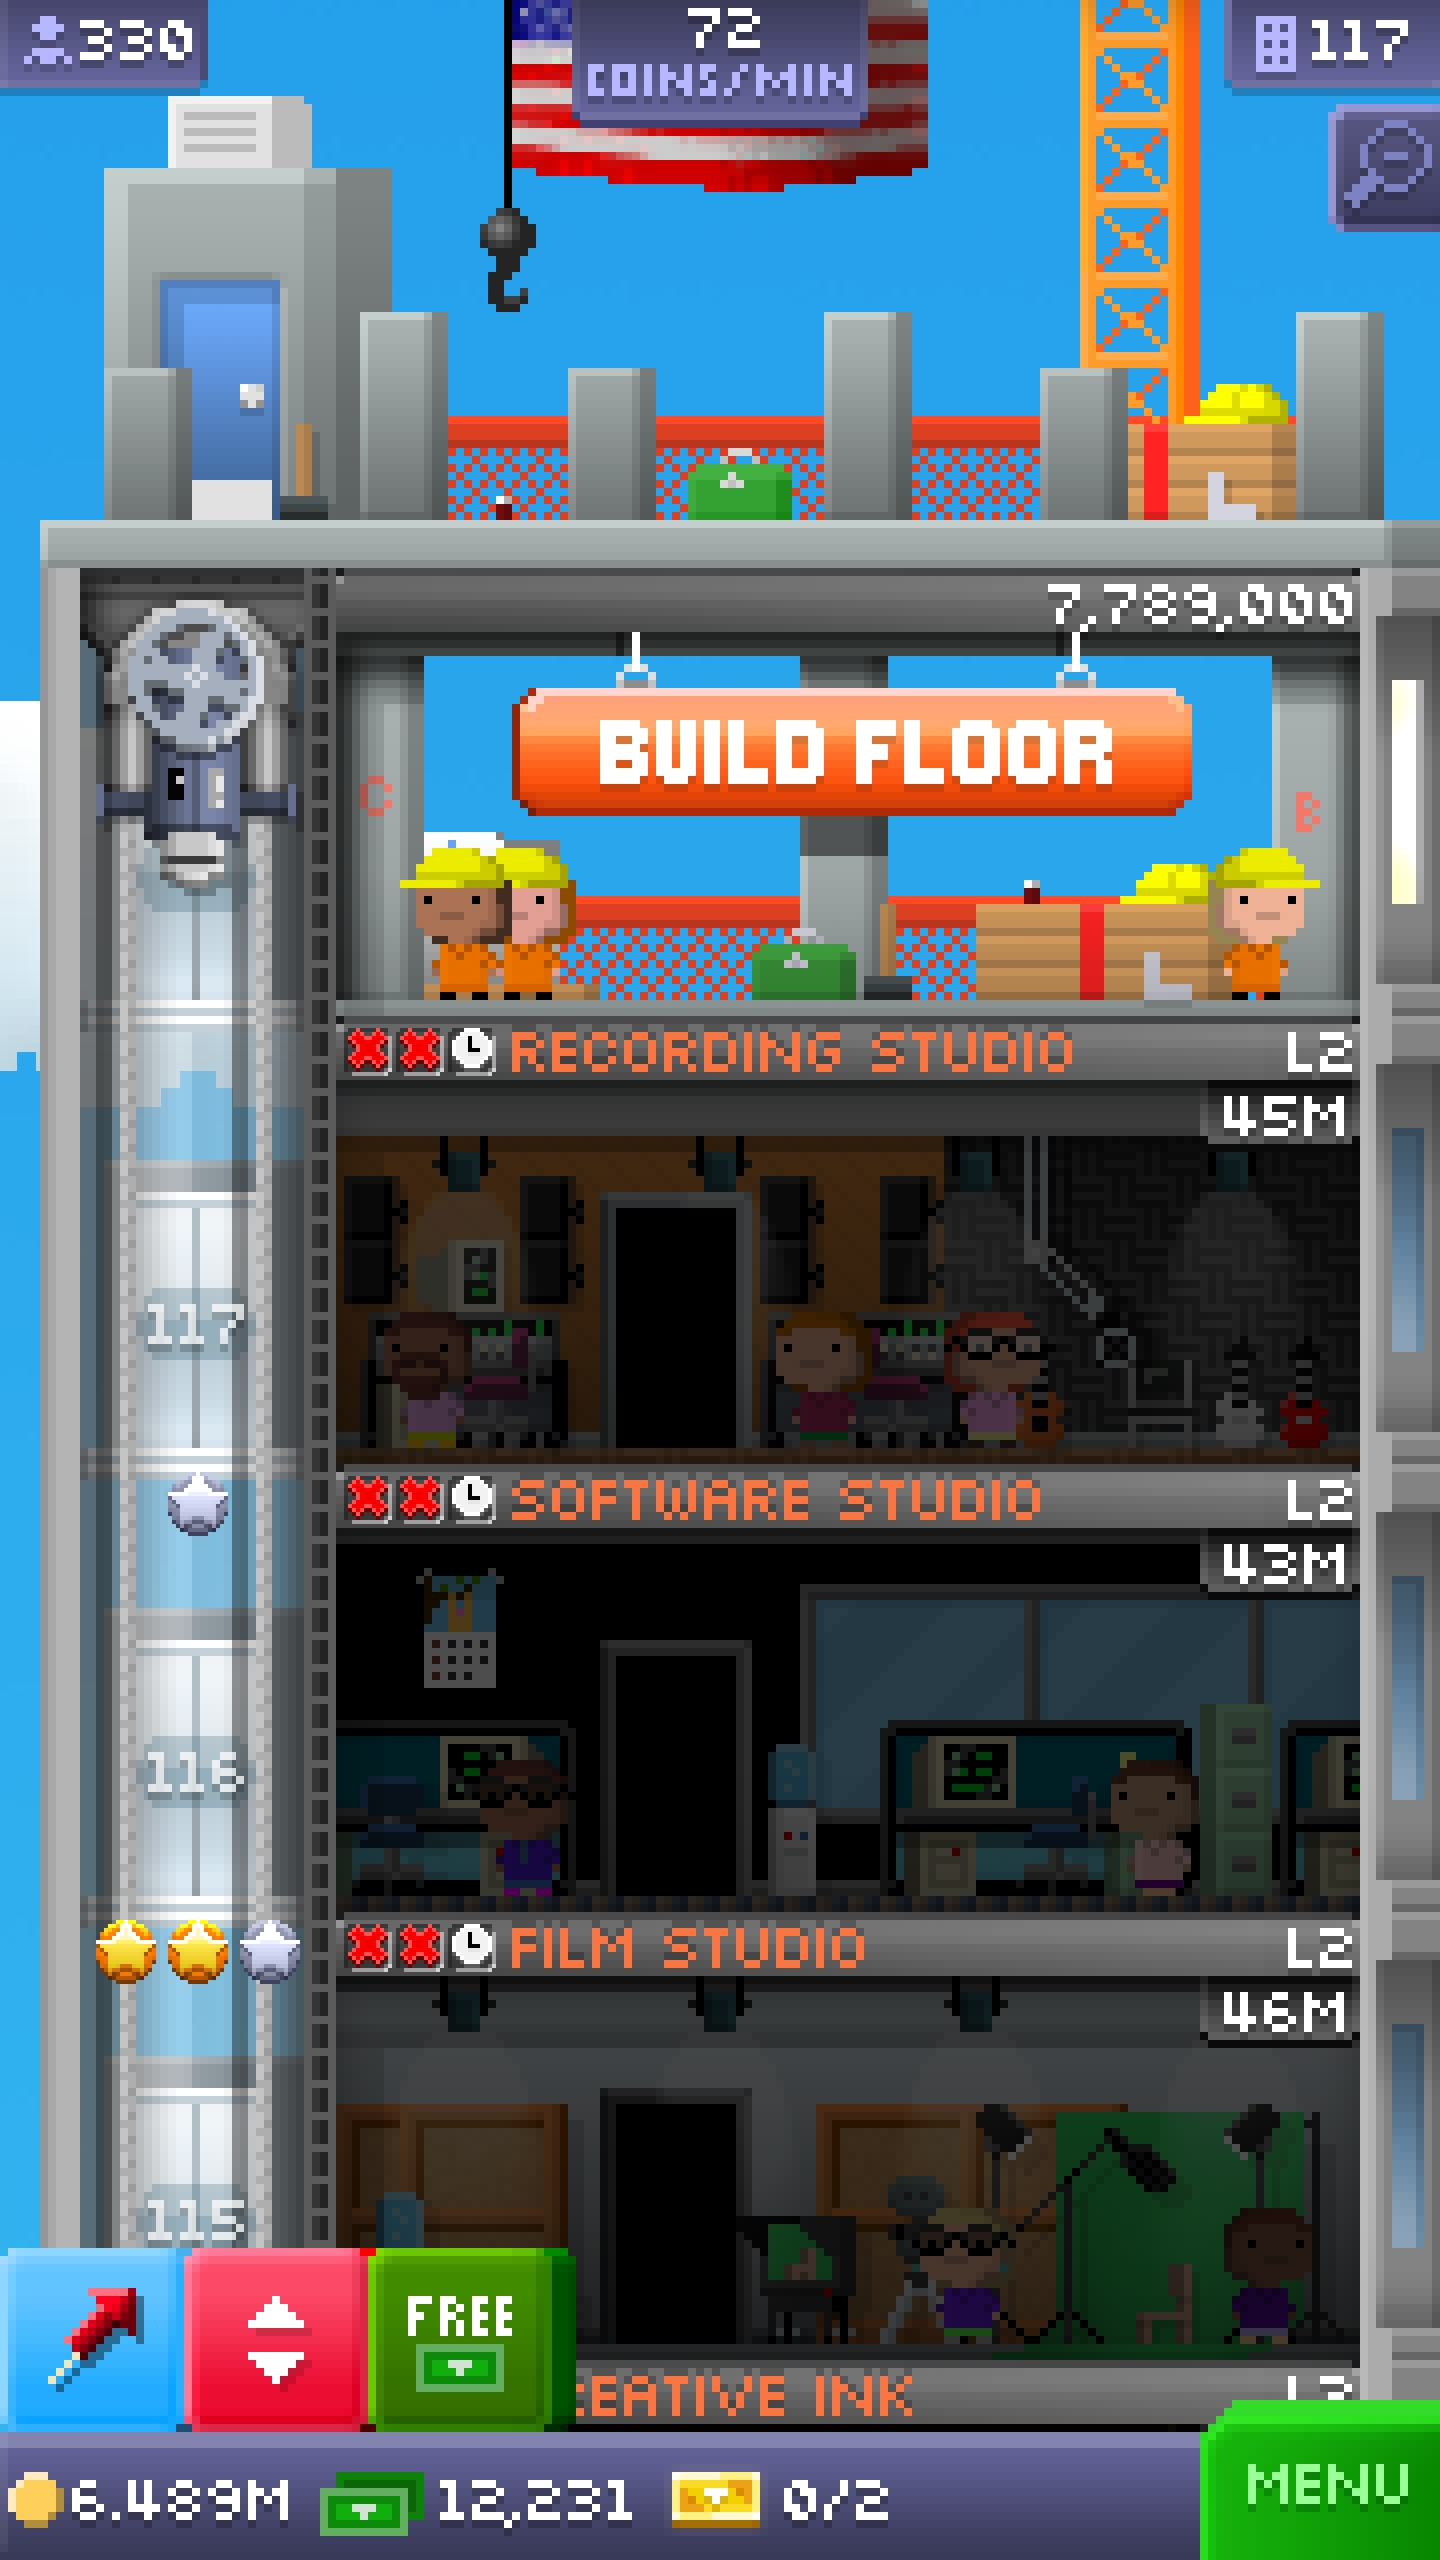 330
72
COINS/MIN
117
7,789,000
BUILD FLOOR
C
B
RECORDING STUDIO L2
45M
117
SOFTWARE STUDIO L2
43M
116
FILM STUDIO L2
46M
115
FREE
EATIVE INK
6.489M 12,231 0/2
MENU